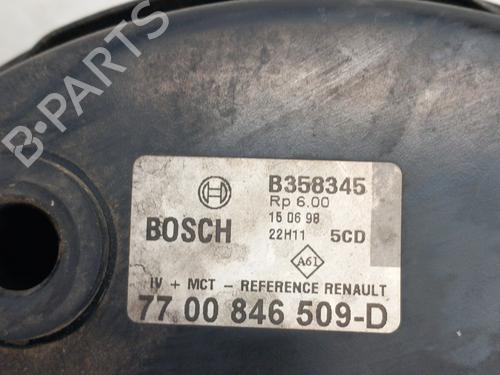 B-PARTS
BOSCH
B358345
Rp 6.00
15 06 98
22H11 5CD
A61
IV + MCT - REFERENCE RENAULT
77 00 846 509-D